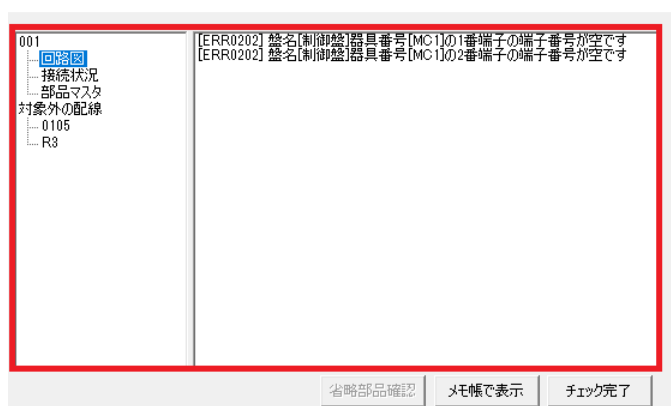 001
回路図
接続状況
部品マスタ
対象外の配線
0105
R3
[ERR0202] 盤名[制御盤]器具番号[MC1]の1番端子の端子番号が空です
[ERR0202] 盤名[制御盤]器具番号[MC1]の2番端子の端子番号が空です
省略部品確認
メモ帳で表示
チェック完了